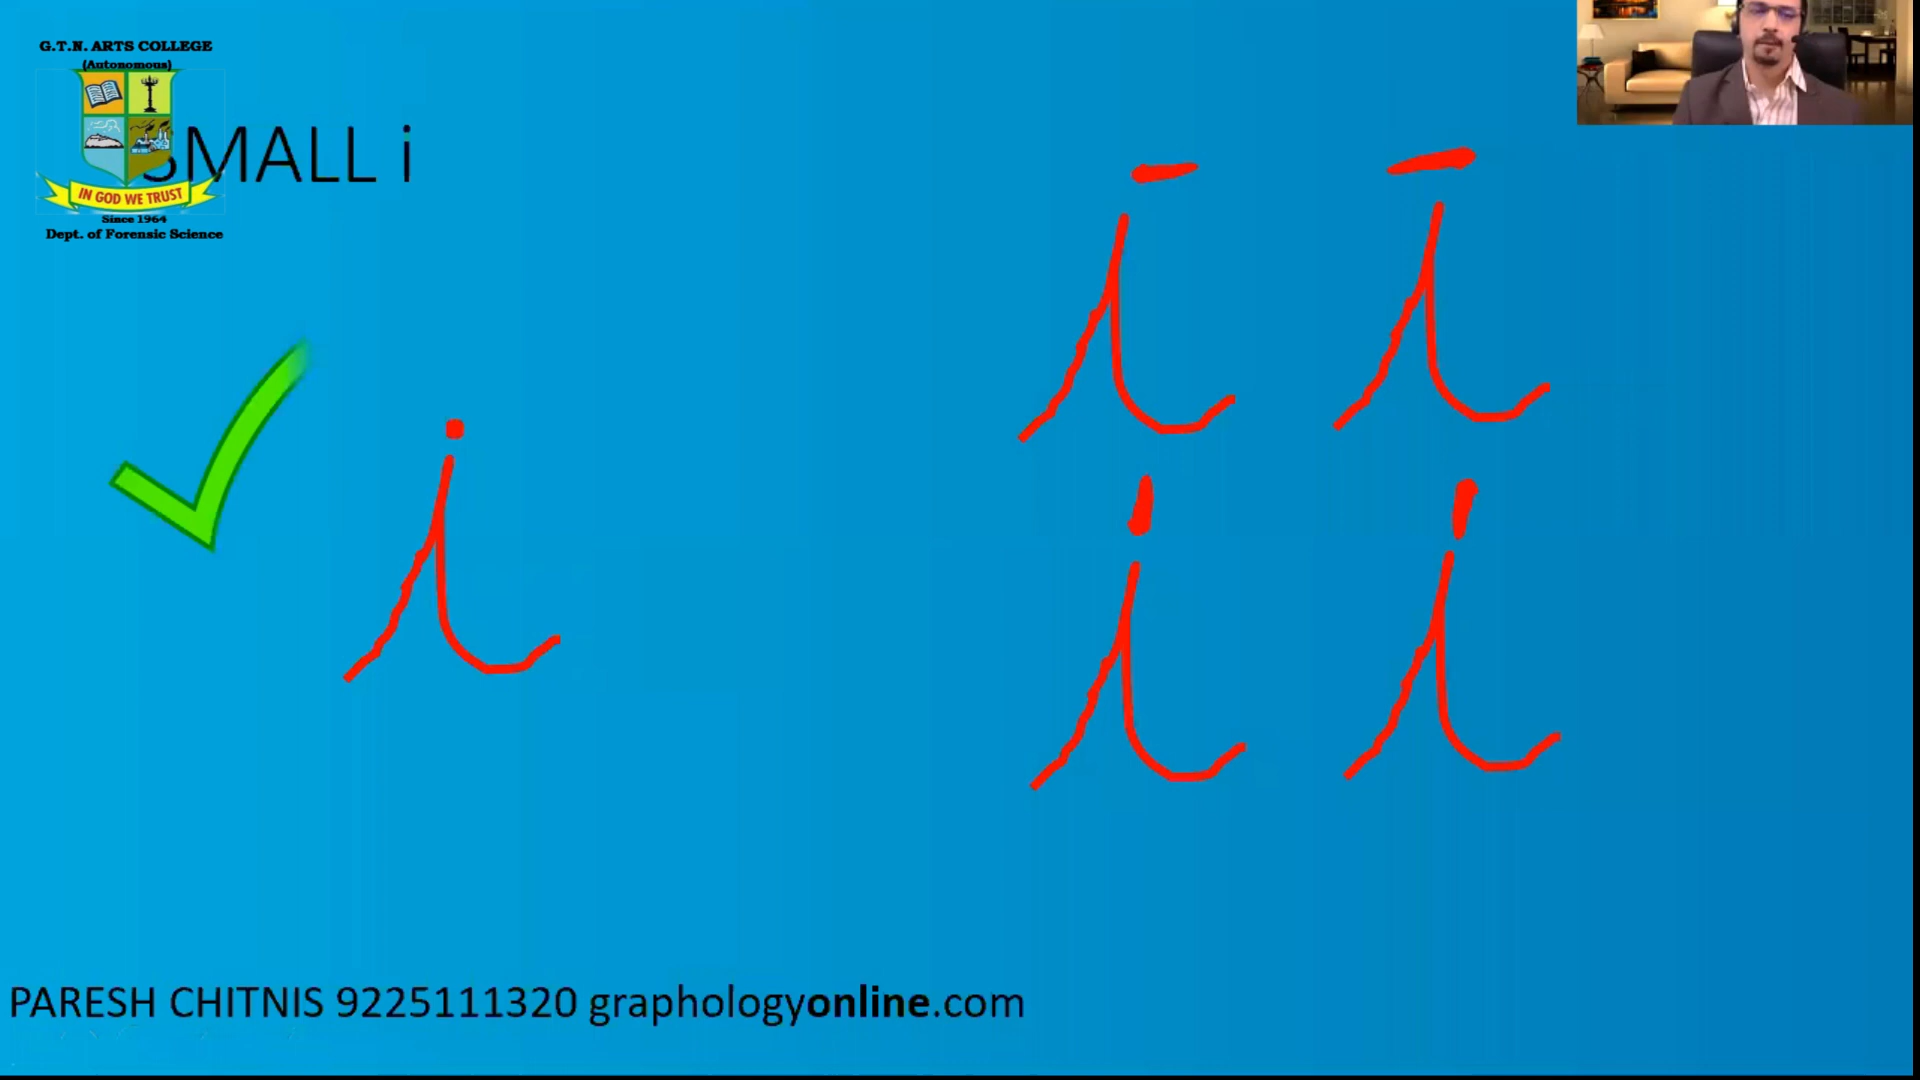 G.T.N. ARTS COLLEGE
(Autonomous)
SMALL i
IN GOD WE TRUST
Since 1964
Dept. of Forensic Science
i i
i
i i
PARESH CHITNIS 9225111320 graphologyonline.com